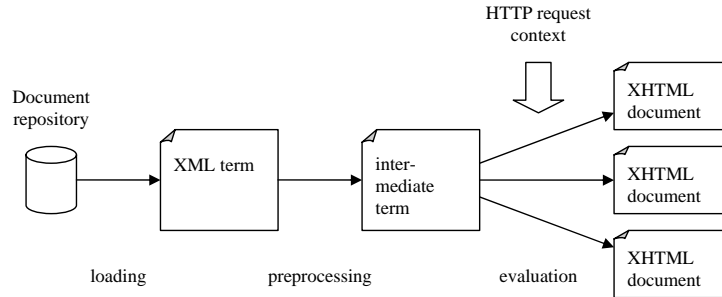 HTTP request
context
Document
repository
XML term
inter-
mediate
term
XHTML
document
XHTML
document
XHTML
document
loading
preprocessing
evaluation